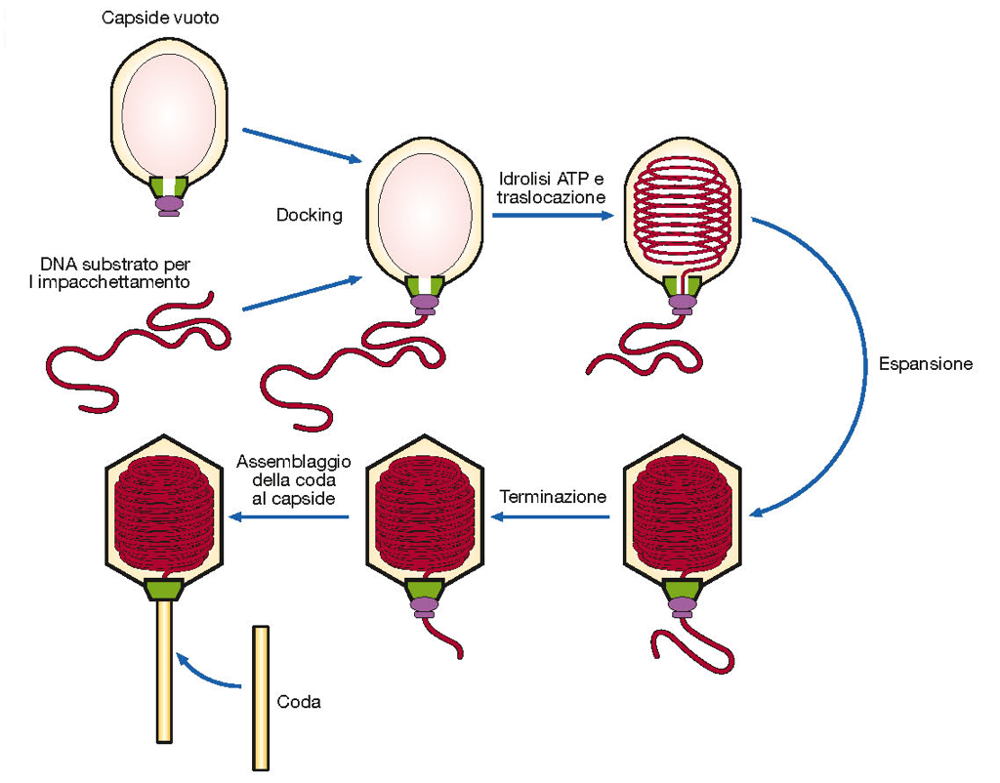 Capside vuoto
Docking
Idrolisi ATP e
traslocazione
DNA substrato per
l impacchettamento
Espansione
Assemblaggio
della coda
al capside
Terminazione
Coda